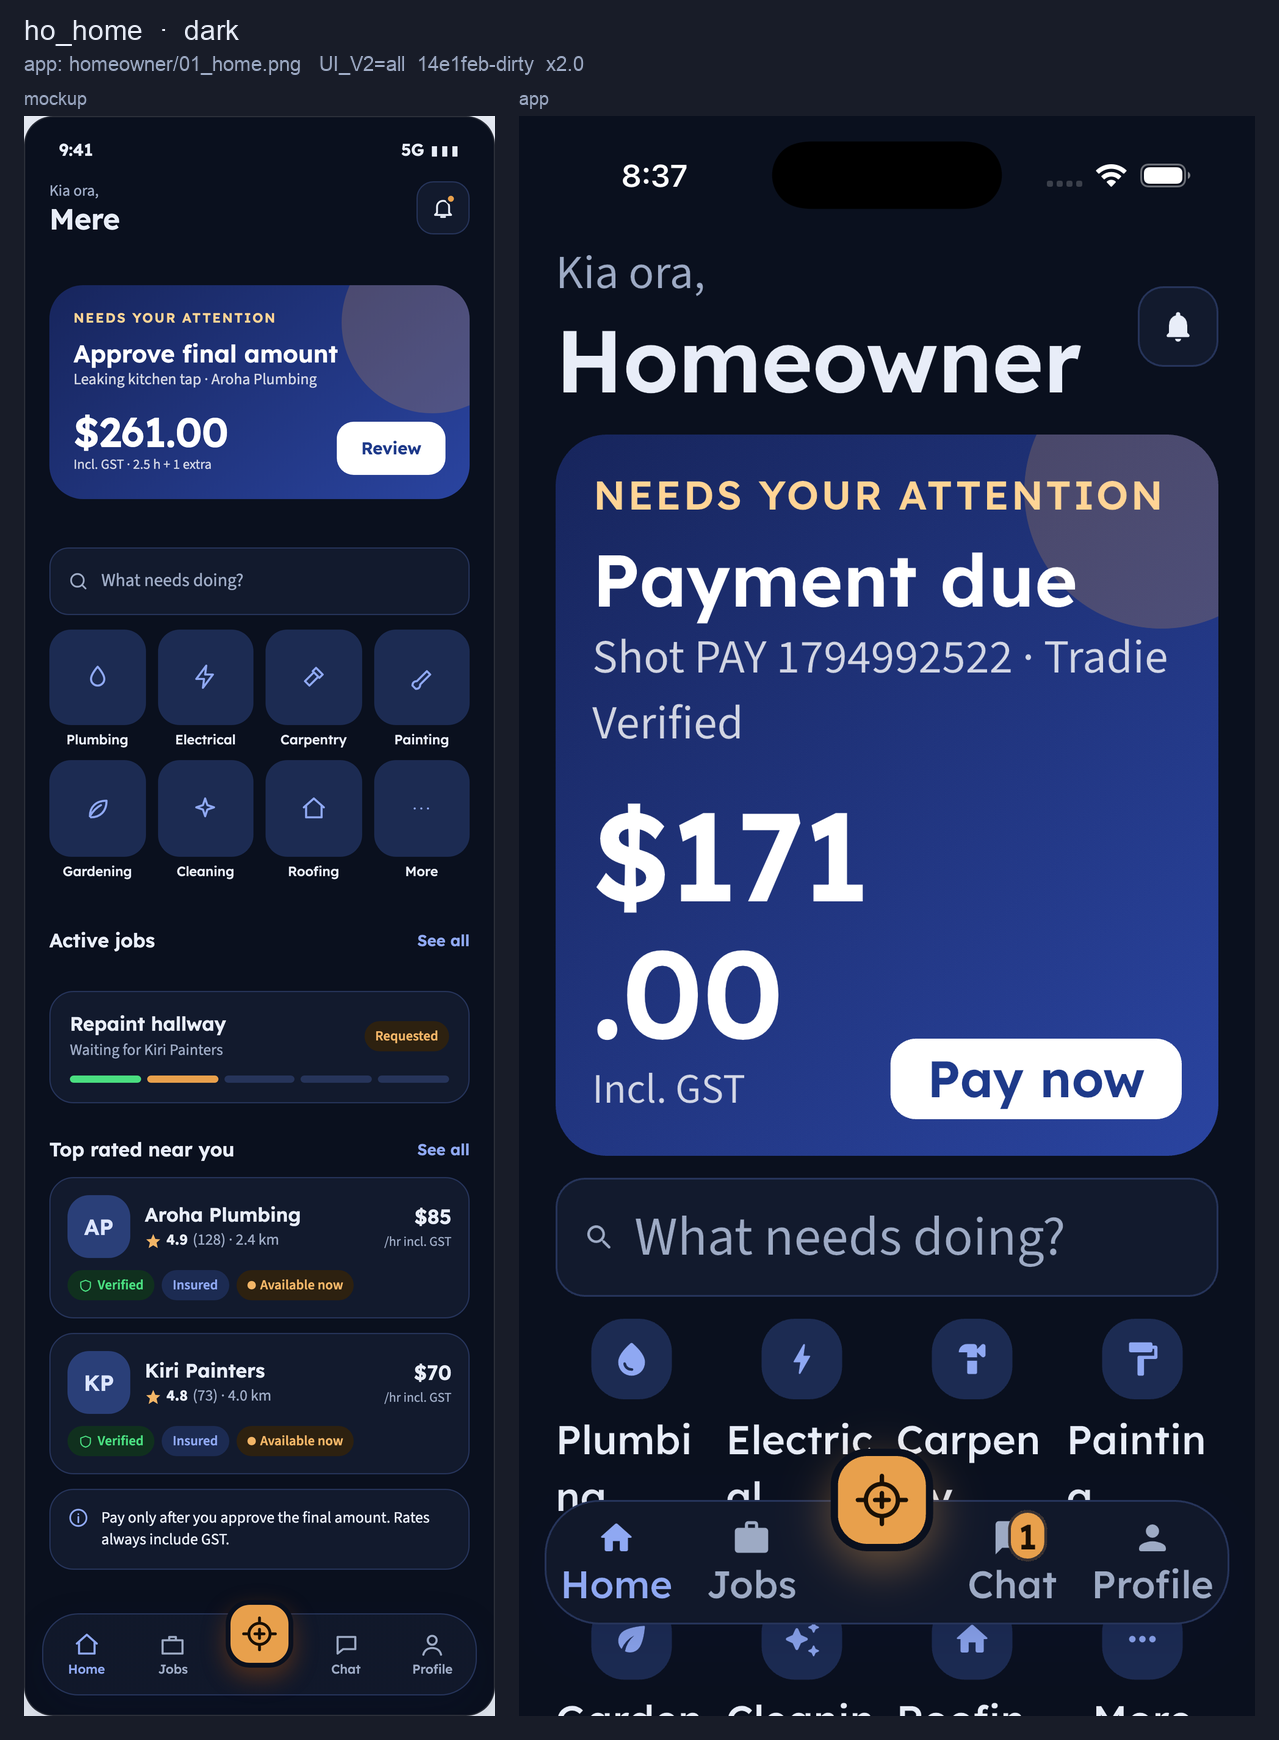 ho_home · dark
app: homeowner/01_home.png UI_V2=all 14e1feb-dirty x2.0
mockup
9:41
5G
Kia ora,
Mere
NEEDS YOUR ATTENTION
Approve final amount
Leaking kitchen tap · Aroha Plumbing
$261.00
Incl. GST · 2.5 h + 1 extra
Review
What needs doing?
Plumbing Electrical Carpentry Painting
Gardening Cleaning Roofing More
Active jobs See all
Repaint hallway
Waiting for Kiri Painters
Requested
Top rated near you See all
AP
Aroha Plumbing
4.9 (128) · 2.4 km
$85
/hr incl. GST
Verified Insured Available now
KP
Kiri Painters
4.8 (73) · 4.0 km
$70
/hr incl. GST
Verified Insured Available now
Pay only after you approve the final amount. Rates
always include GST.
Home Jobs Chat Profile
app
8:37
Kia ora,
Homeowner
NEEDS YOUR ATTENTION
Payment due
Shot PAY 1794992522 · Tradie
Verified
$171
.00
Incl. GST
Pay now
What needs doing?
Plumbi Electric Carpen Paintin
1
Home Jobs Chat Profile
More